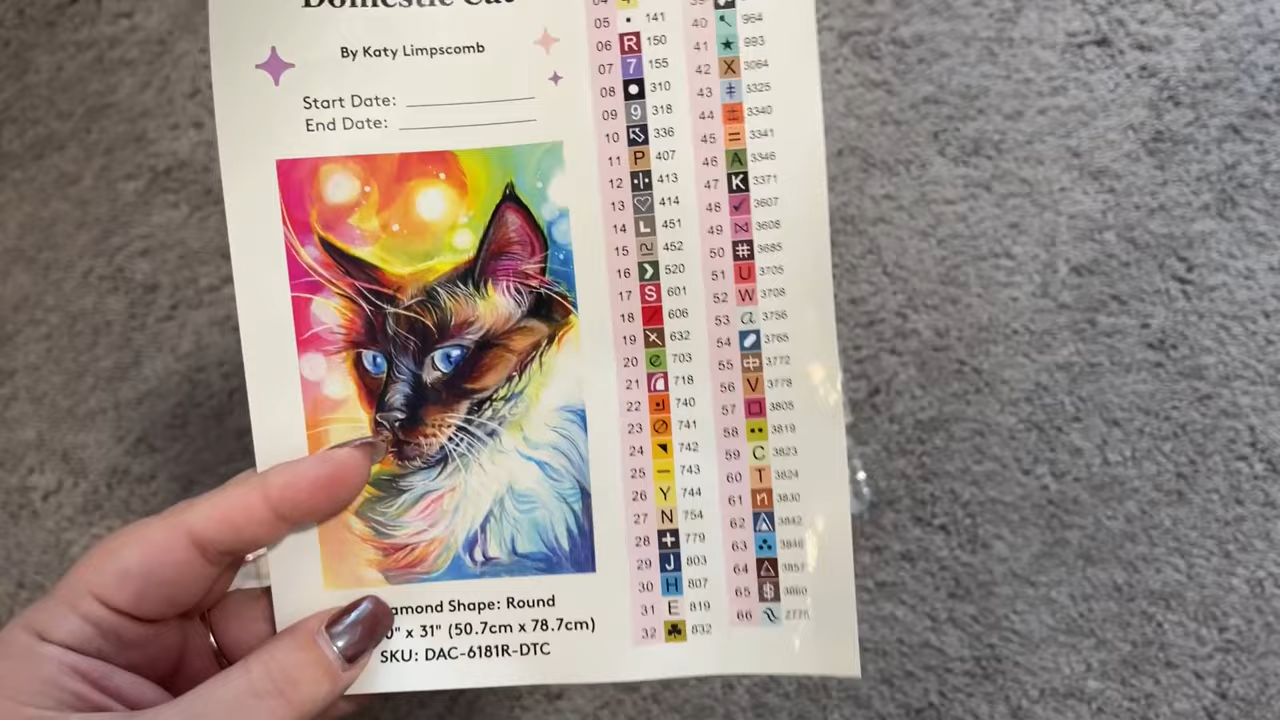 Domestic Cat
By Katy Limpscomb
Start Date:
End Date:
Diamond Shape: Round
" x 31" (50.7cm x 78.7cm)
SKU: DAC-6181R-DTC
04
05 • 141
06 R 150
07 7 155
08 ● 310
09 9 318
10 336
11 P 407
12 413
13 ♡ 414
14 L 451
15 452
16 520
17 S 601
18 / 606
19 632
20 e 703
21 718
22 740
23 741
24 742
25 – 743
26 Y 744
27 N 754
28 + 779
29 J 803
30 H 807
31 E 819
32 ♣ 832
39
40 964
41 ★ 993
42 X 3064
43 ǂ 3325
44 3340
45 = 3341
46 A 3346
47 K 3371
48 ✓ 3607
49 ⋈ 3608
50 # 3685
51 U 3705
52 W 3708
53 a 3756
54 3765
55 3772
56 V 3778
57 □ 3805
58 •• 3819
59 C 3823
60 T 3824
61 n 3830
62 3842
63 3846
64 △ 3857
65 $ 3860
66